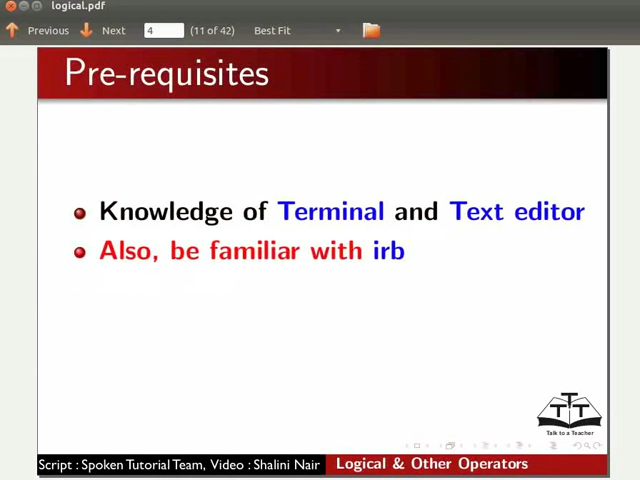 logical.pdf
Previous Next 4 (11 of 42) Best Fit
Pre-requisites
Knowledge of Terminal and Text editor
Also, be familiar with irb
T T T
Talk to a Teacher
Script : Spoken Tutorial Team, Video : Shalini Nair Logical & Other Operators